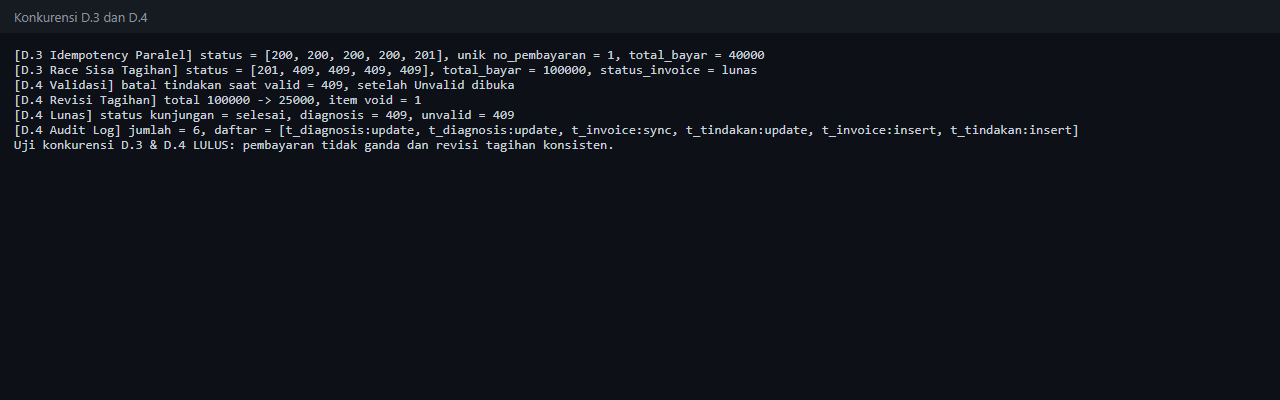 Konkurensi D.3 dan D.4
[D.3 Idempotency Paralel] status = [200, 200, 200, 200, 201], unik no_pembayaran = 1, total_bayar = 40000
[D.3 Race Sisa Tagihan] status = [201, 409, 409, 409, 409], total_bayar = 100000, status_invoice = lunas
[D.4 Validasi] batal tindakan saat valid = 409, setelah Unvalid dibuka
[D.4 Revisi Tagihan] total 100000 -> 25000, item void = 1
[D.4 Lunas] status kunjungan = selesai, diagnosis = 409, unvalid = 409
[D.4 Audit Log] jumlah = 6, daftar = [t_diagnosis:update, t_diagnosis:update, t_invoice:sync, t_tindakan:update, t_invoice:insert, t_tindakan:insert]
Uji konkurensi D.3 & D.4 LULUS: pembayaran tidak ganda dan revisi tagihan konsisten.